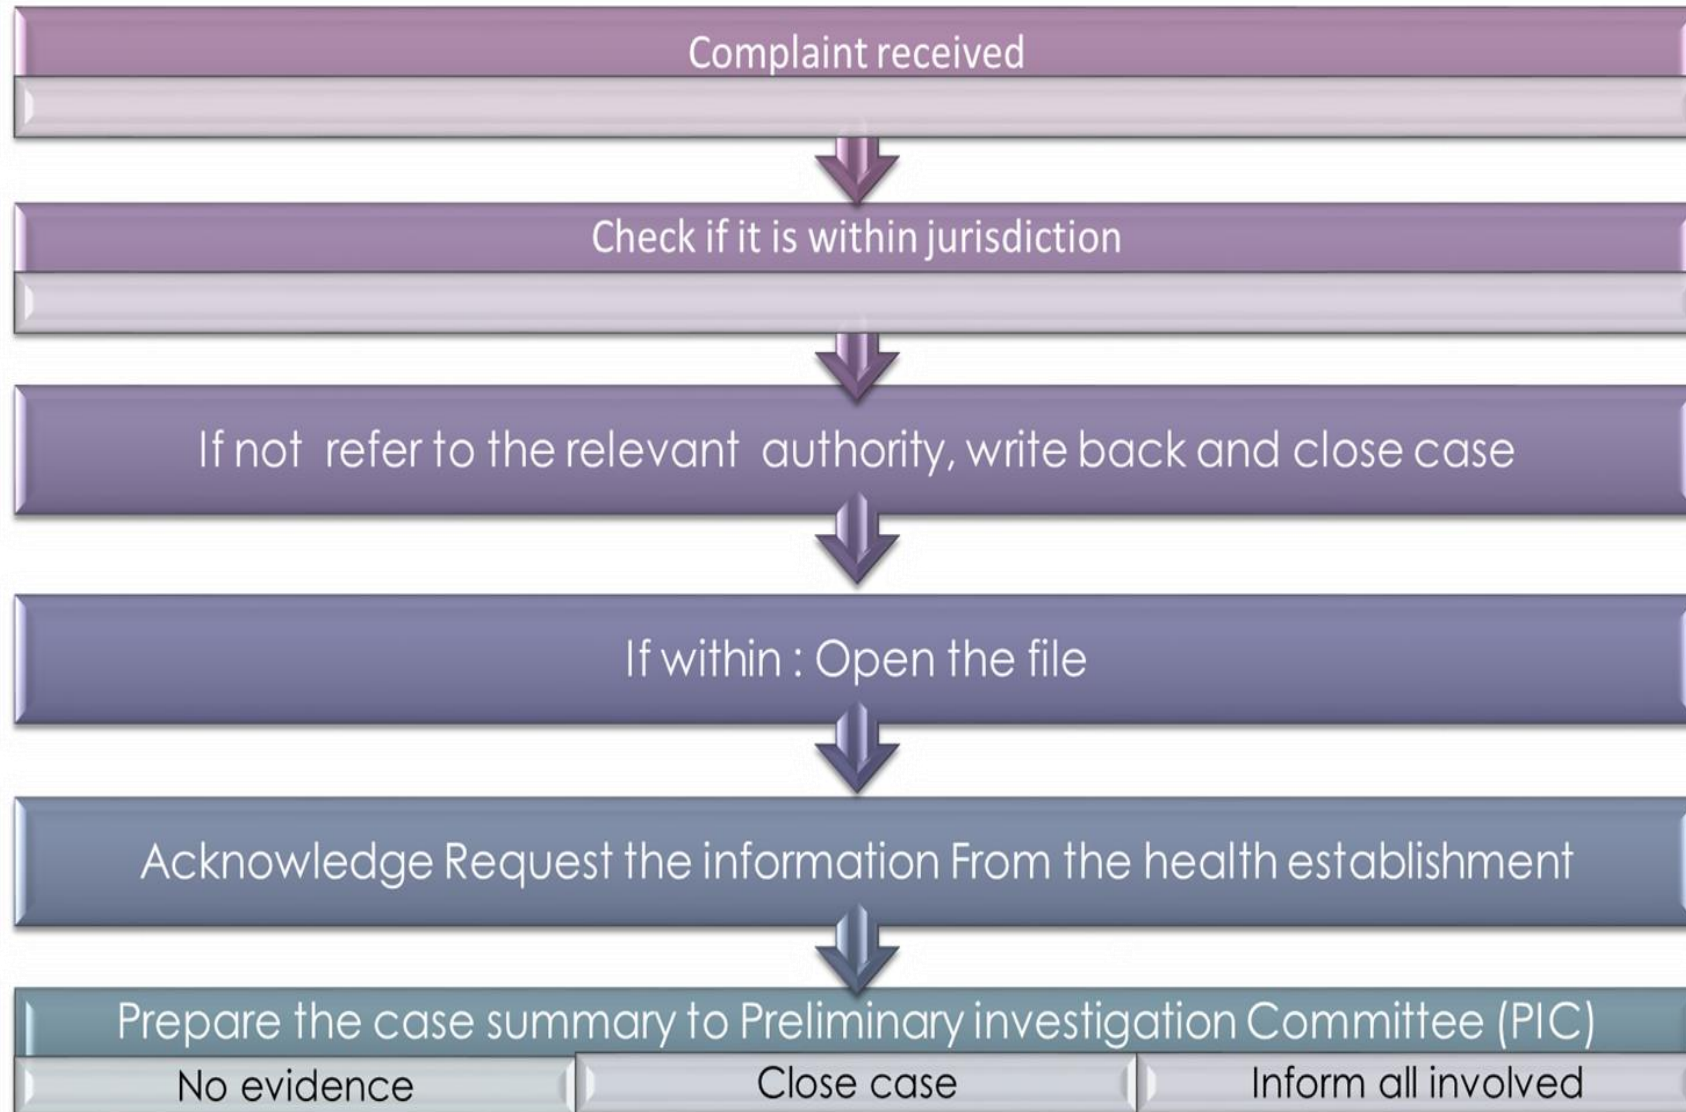 Complaint received
Check if it is within jurisdiction
If not refer to the relevant authority, write back and close case
If within : Open the file
Acknowledge Request the information From the health establishment
Prepare the case summary to Preliminary investigation Committee (PIC)
No evidence
Close case
Inform all involved